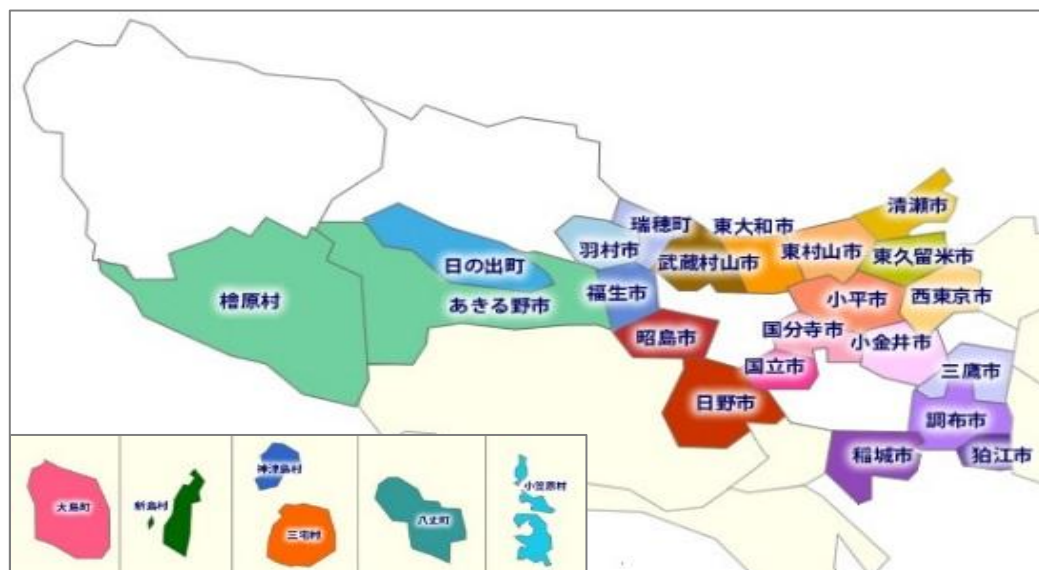 清瀬市
瑞穂町
東大和市
羽村市
武蔵村山市
東村山市
東久留米市
日の出町
檜原村
あきる野市
福生市
小平市
西東京市
昭島市
国分寺市
小金井市
国立市
三鷹市
日野市
調布市
稲城市
狛江市
大島町
新島村
神津島村
三宅村
八丈町
小笠原村